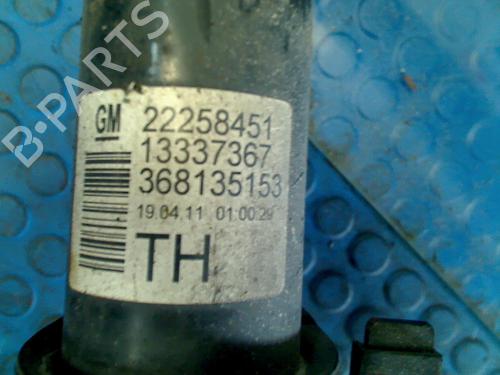 B-PARTS
GM 22258451
13337367
368135153
19.04.11 01:00:29
TH